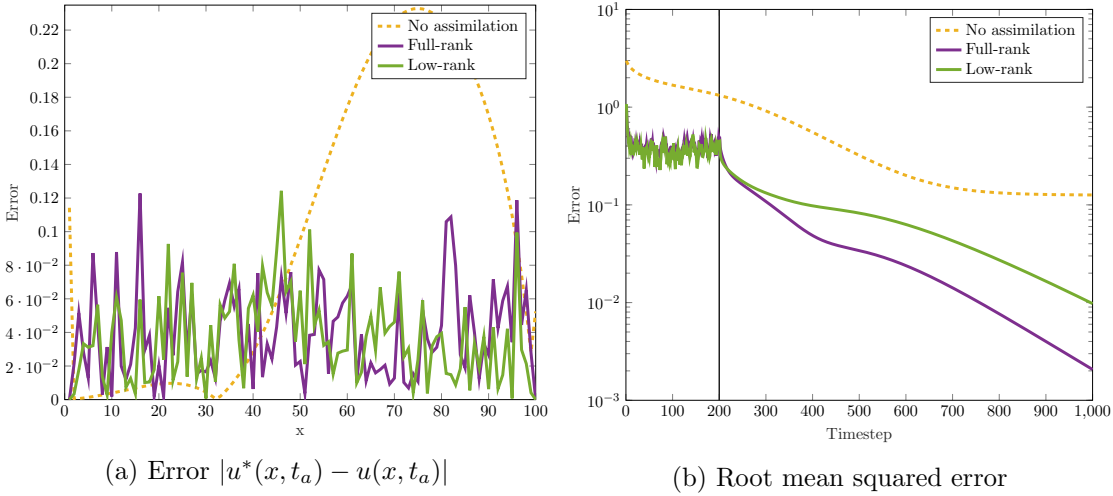 No assimilation
Full-rank
Low-rank
0.22
0.2
0.18
0.16
0.14
0.12
0.1
8 · 10⁻²
6 · 10⁻²
4 · 10⁻²
2 · 10⁻²
0
Error
0 10 20 30 40 50 60 70 80 90 100
x
(a) Error |u*(x, tₐ) − u(x, tₐ)|
No assimilation
Full-rank
Low-rank
10¹
10⁰
10⁻¹
10⁻²
10⁻³
Error
0 100 200 300 400 500 600 700 800 900 1,000
Timestep
(b) Root mean squared error